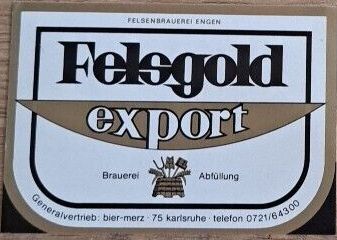 FELSENBRAUEREI ENGEN
Felsgold
export
Brauerei Abfüllung
Generalvertrieb: bier-merz · 75 karlsruhe · telefon 0721/64300